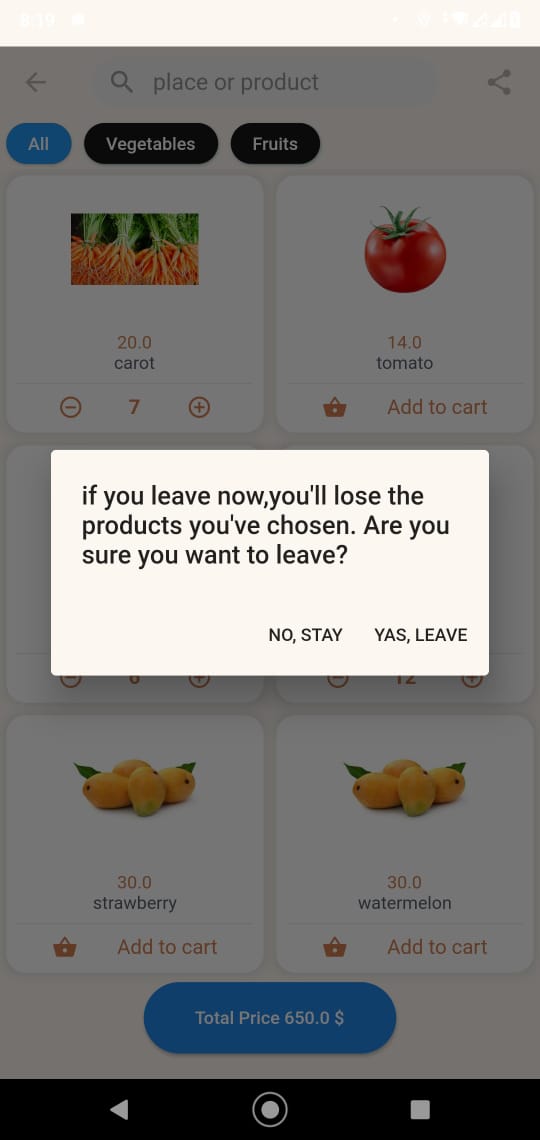 8:19
place or product
All
Vegetables
Fruits
20.0
carot
7
14.0
tomato
Add to cart
if you leave now,you'll lose the
products you've chosen. Are you
sure you want to leave?
NO, STAY
YAS, LEAVE
12
30.0
strawberry
Add to cart
30.0
watermelon
Add to cart
Total Price 650.0 $